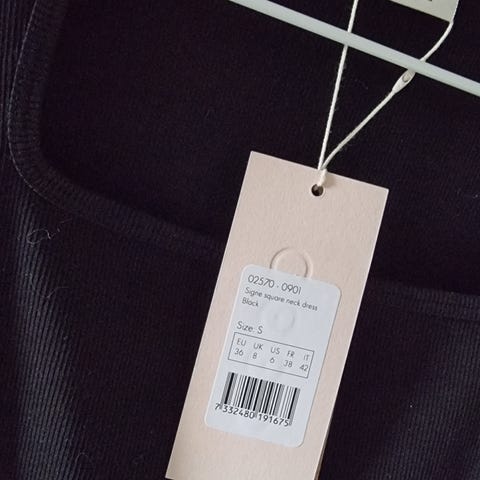 02570 - 0901
Signe square neck dress
Black
Size: S
EU UK US FR IT
36 8 6 38 42
7 332480 191675